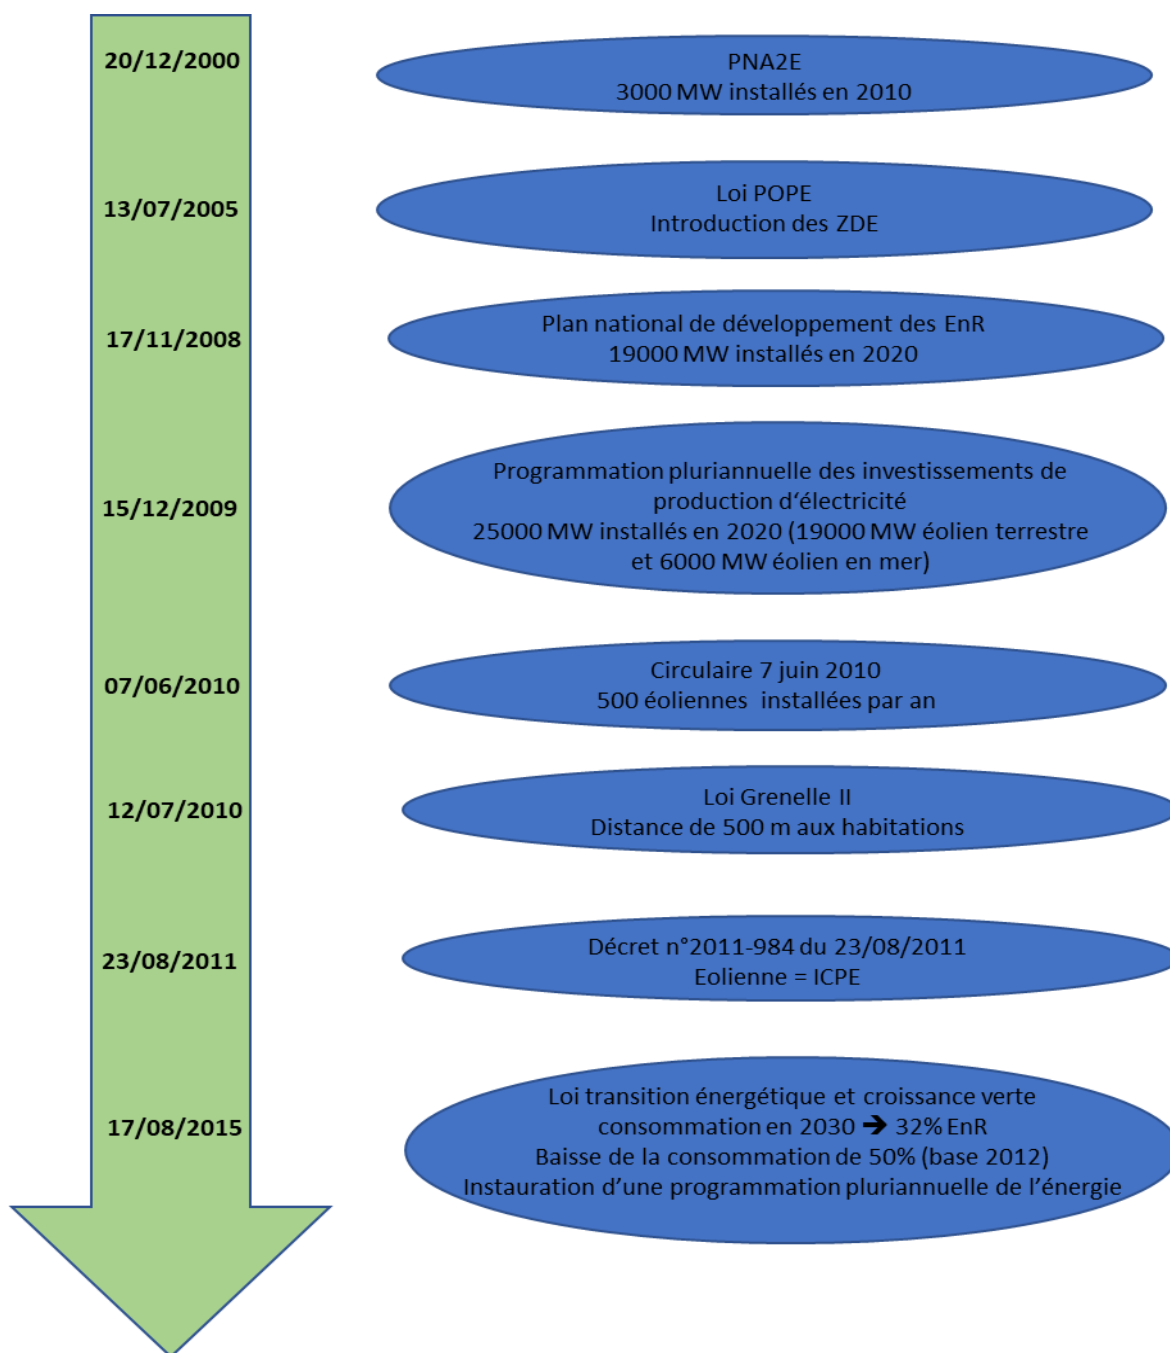 20/12/2000
PNA2E
3000 MW installés en 2010
13/07/2005
Loi POPE
Introduction des ZDE
17/11/2008
Plan national de développement des EnR
19000 MW installés en 2020
15/12/2009
Programmation pluriannuelle des investissements de
production d‘électricité
25000 MW installés en 2020 (19000 MW éolien terrestre
et 6000 MW éolien en mer)
07/06/2010
Circulaire 7 juin 2010
500 éoliennes  installées par an
12/07/2010
Loi Grenelle II
Distance de 500 m aux habitations
23/08/2011
Décret n°2011-984 du 23/08/2011
Eolienne = ICPE
17/08/2015
Loi transition énergétique et croissance verte
consommation en 2030 ➔ 32% EnR
Baisse de la consommation de 50% (base 2012)
Instauration d’une programmation pluriannuelle de l’énergie